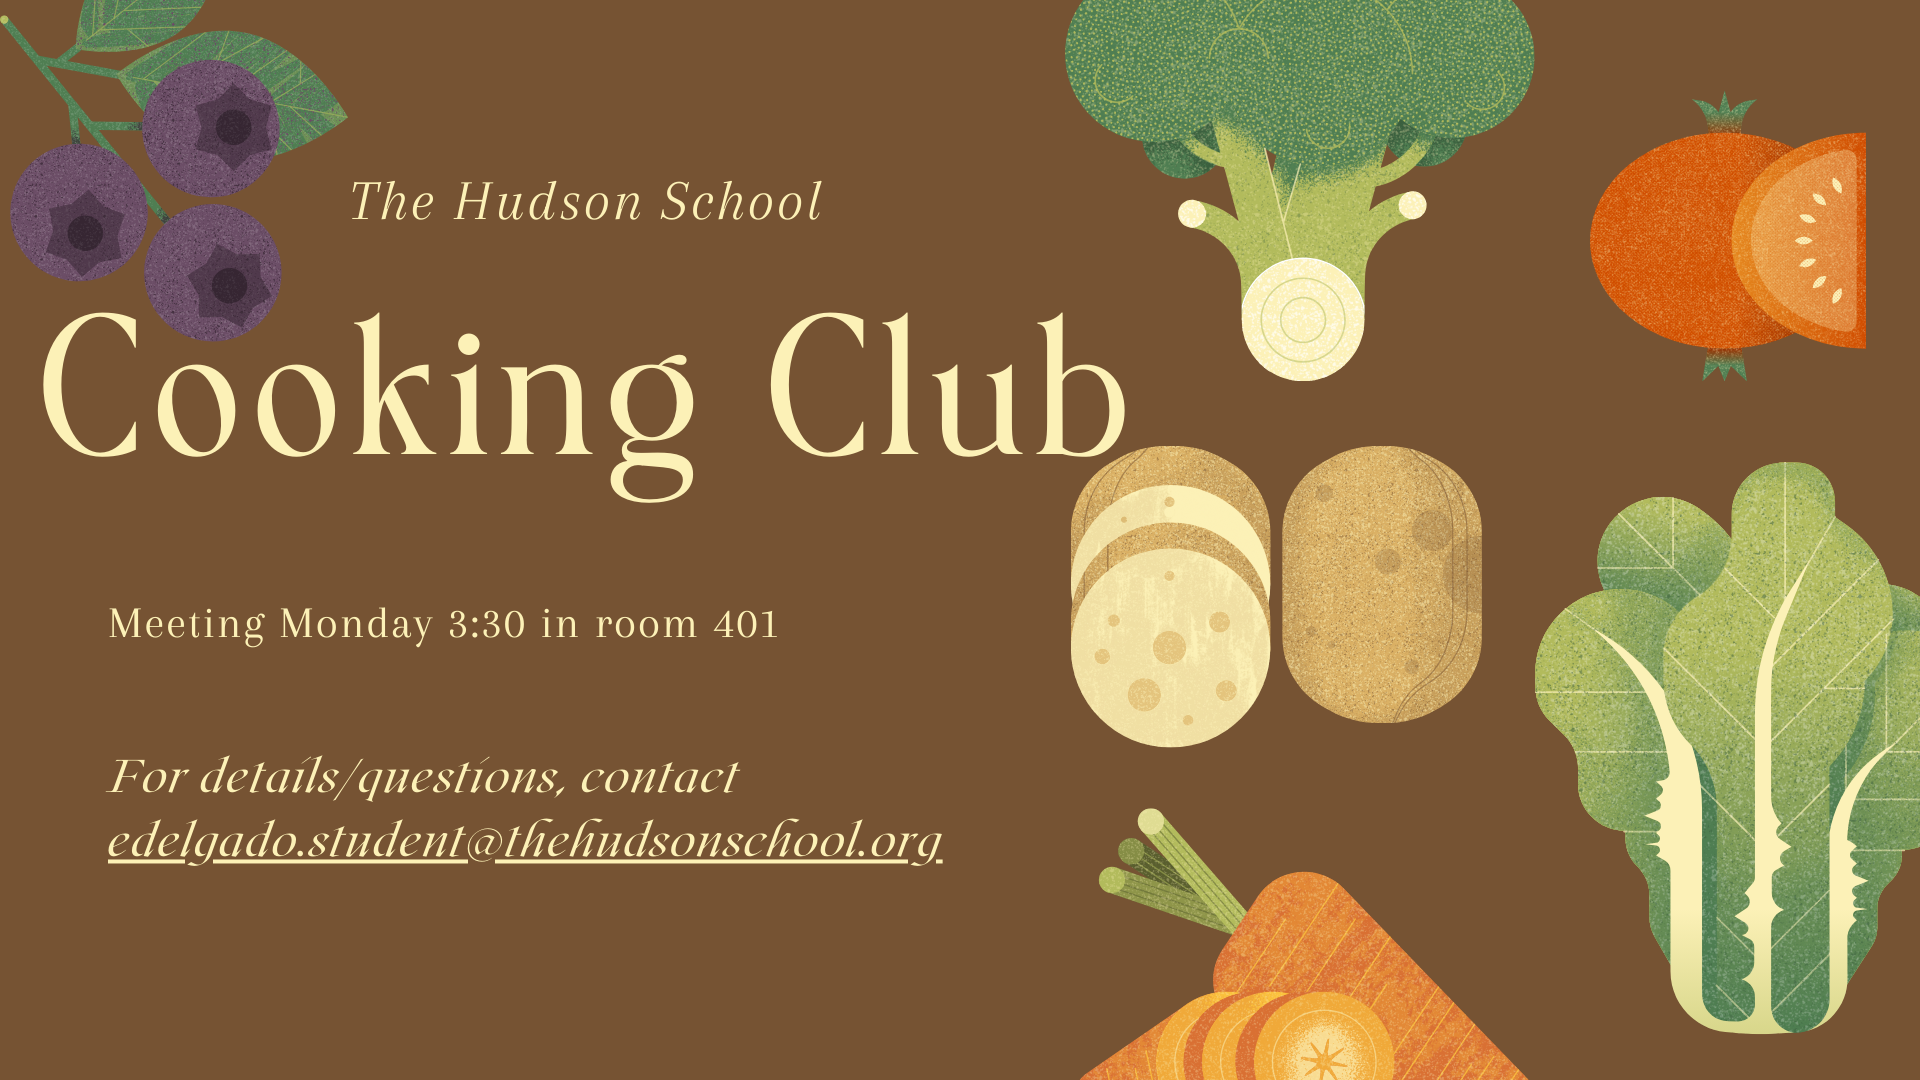 The Hudson School
Cooking Club
Meeting Monday 3:30 in room 401
For details/questions, contact
edelgado.student@thehudsonschool.org